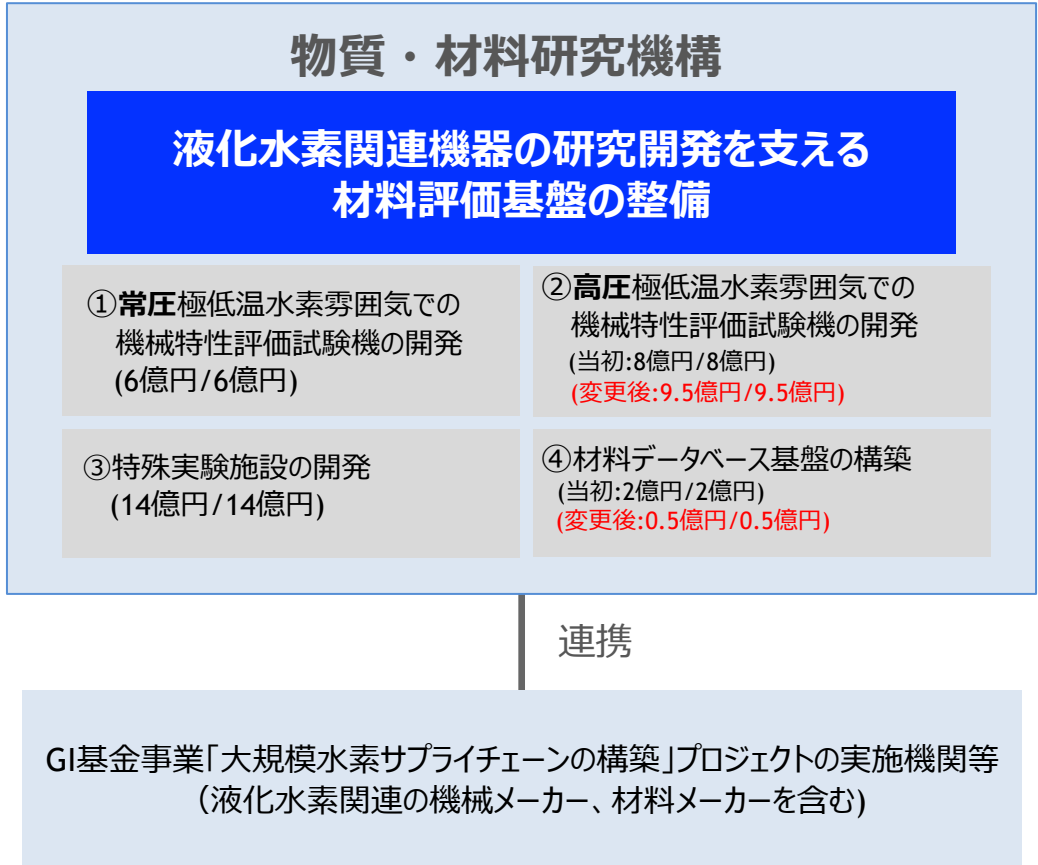 物質・材料研究機構
液化水素関連機器の研究開発を支える
材料評価基盤の整備
①常圧極低温水素雰囲気での
機械特性評価試験機の開発
(6億円/6億円)
②高圧極低温水素雰囲気での
機械特性評価試験機の開発
(当初:8億円/8億円)
(変更後:9.5億円/9.5億円)
③特殊実験施設の開発
(14億円/14億円)
④材料データベース基盤の構築
(当初:2億円/2億円)
(変更後:0.5億円/0.5億円)
連携
GI基金事業「大規模水素サプライチェーンの構築」プロジェクトの実施機関等
（液化水素関連の機械メーカー、材料メーカーを含む)